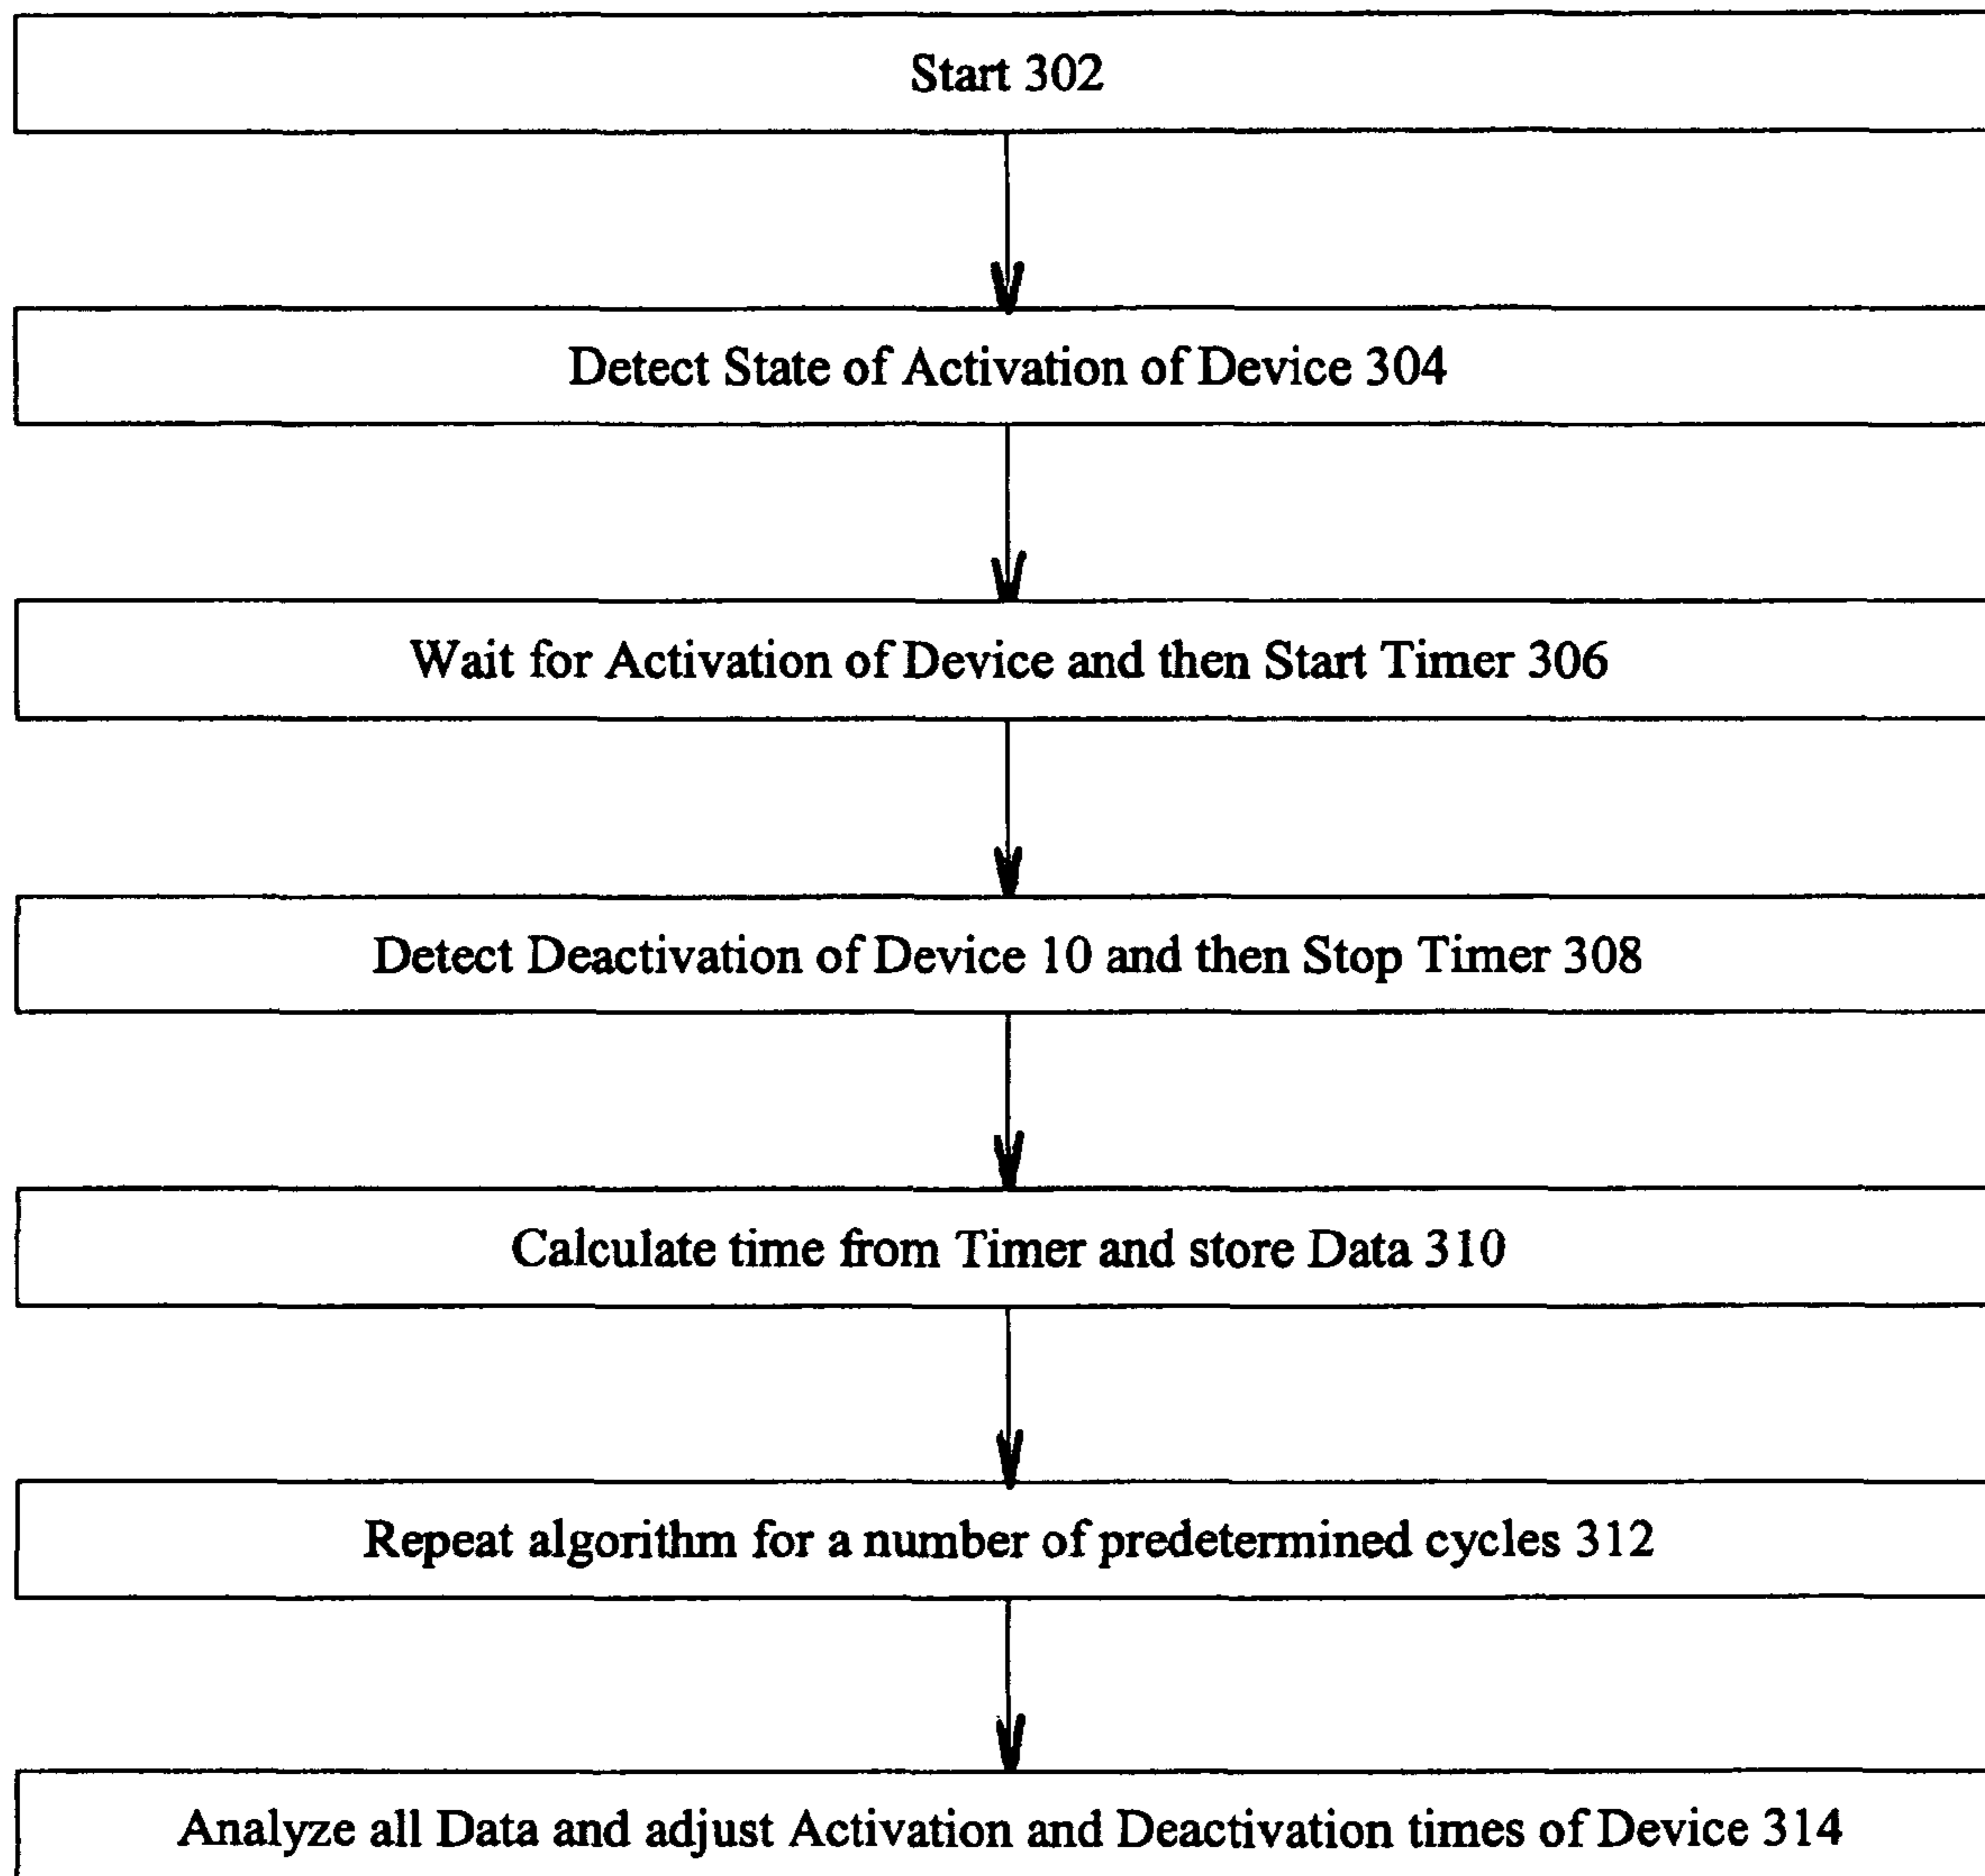 Start 302
Detect State of Activation of Device 304
Wait for Activation of Device and then Start Timer 306
Detect Deactivation of Device 10 and then Stop Timer 308
Calculate time from Timer and store Data 310
Repeat algorithm for a number of predetermined cycles 312
Analyze all Data and adjust Activation and Deactivation times of Device 314